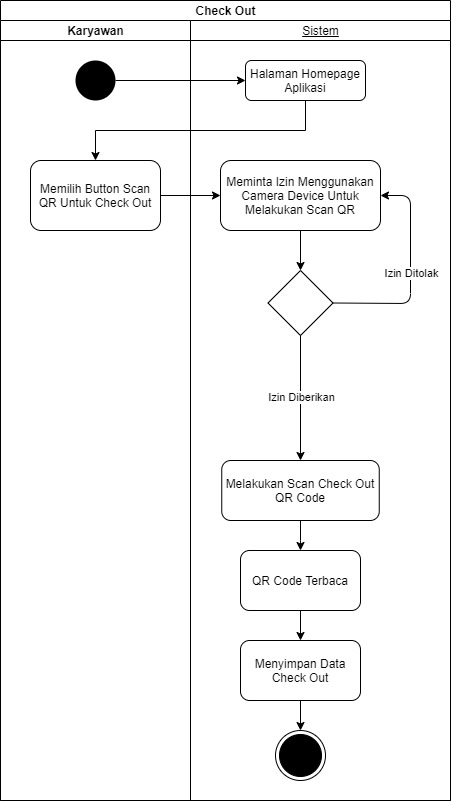 Check Out
Karyawan
Sistem
Halaman Homepage
Aplikasi
Memilih Button Scan
QR Untuk Check Out
Meminta Izin Menggunakan
Camera Device Untuk
Melakukan Scan QR
Izin Ditolak
Izin Diberikan
Melakukan Scan Check Out
QR Code
QR Code Terbaca
Menyimpan Data
Check Out